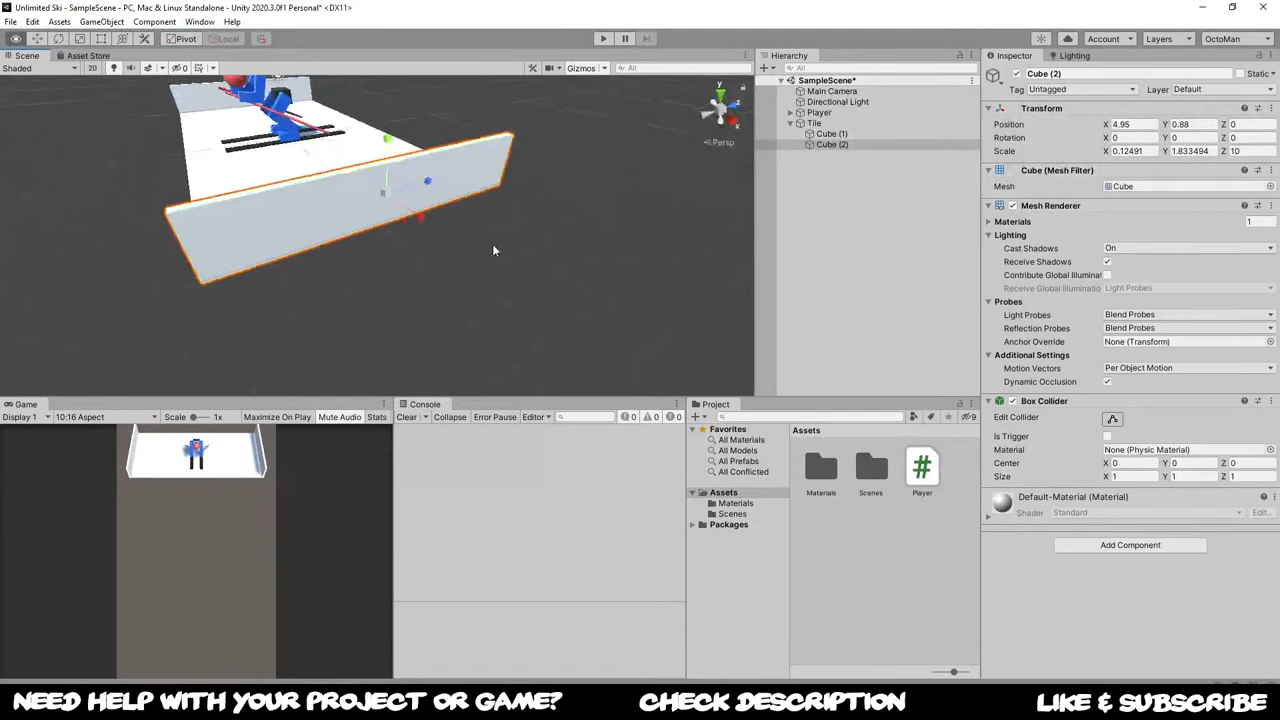 Unlimited Ski - SampleScene - PC, Mac & Linux Standalone - Unity 2020.3.0f1 Personal* <DX11>
File Edit Assets GameObject Component Window Help
Pivot Local Account Layers OctoMan
Scene Asset Store Hierarchy Inspector Lighting
Shaded 20 0 Gizmos All All
Cube (2) Static
Tag Untagged Layer Default
SampleScene*
Main Camera
Directional Light
Player
Tile
Cube (1)
Cube (2)
y
z
x
Persp
Transform
Position X 4.95 Y 0.88 Z 0
Rotation X 0 Y 0 Z 0
Scale X 0.12491 Y 1.833494 Z 10
Cube (Mesh Filter)
Mesh Cube
Mesh Renderer
Materials 1
Lighting
Cast Shadows On
Receive Shadows
Contribute Global Illuminat
Receive Global Illuminatio Light Probes
Probes
Light Probes Blend Probes
Reflection Probes Blend Probes
Anchor Override None (Transform)
Additional Settings
Motion Vectors Per Object Motion
Dynamic Occlusion
Box Collider
Edit Collider
Is Trigger
Material None (Physic Material)
Center X 0 Y 0 Z 0
Size X 1 Y 1 Z 1
Default-Material (Material)
Shader Standard Edit...
Add Component
Game Console Project
Display 1 10:16 Aspect Scale 1x Maximize On Play Mute Audio Stats
Clear Collapse Error Pause Editor 0 0 0
9
Favorites
All Materials
All Models
All Prefabs
All Conflicted
Assets
Materials
Scenes
Packages
Assets
Materials Scenes Player
#
NEED HELP WITH YOUR PROJECT OR GAME? CHECK DESCRIPTION LIKE & SUBSCRIBE